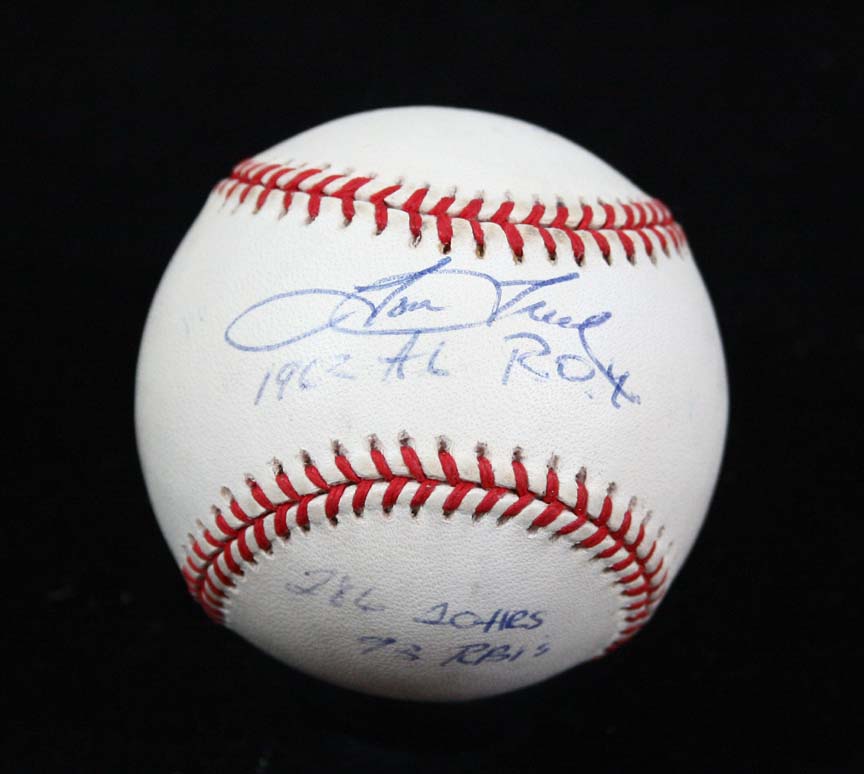 Tom Tresh
1962 AL R.O.Y.
286 20 HRS
93 RBI's